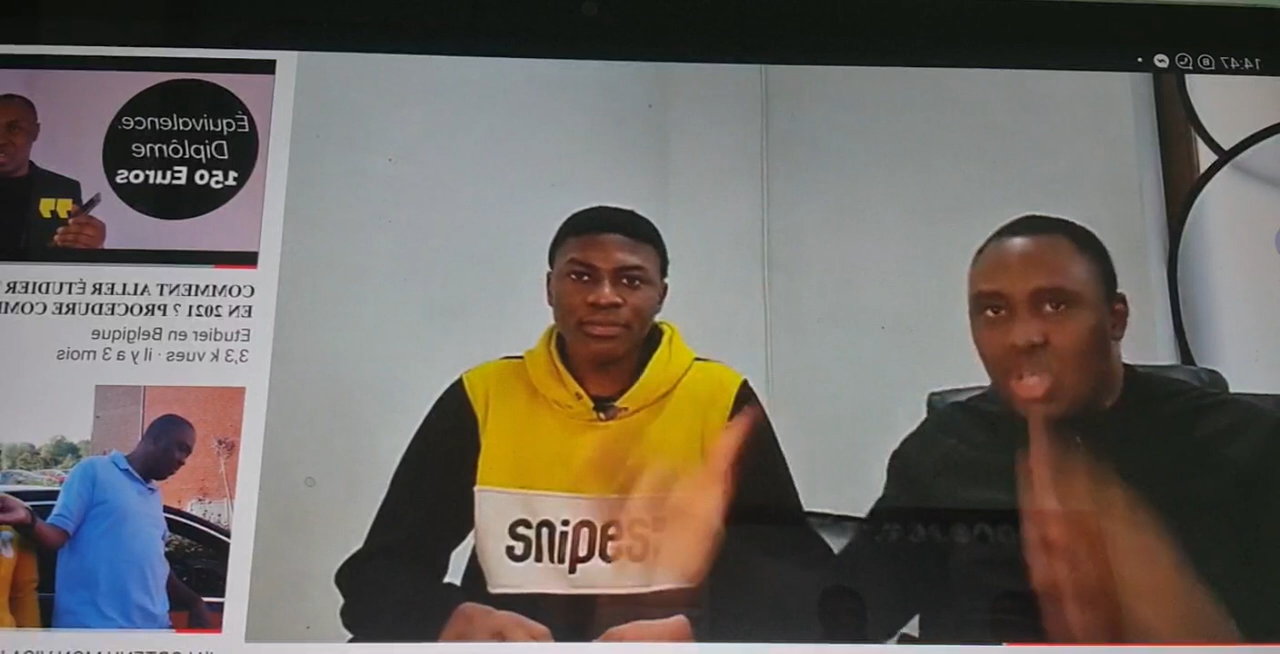 14:47
Équivalence.
Diplôme
150 Euros
COMMENT ALLER ÉTUDIER
EN 2021 ? PROCEDURE
Etudier en Belgique
3,3 k vues · il y a 3 mois
snipes